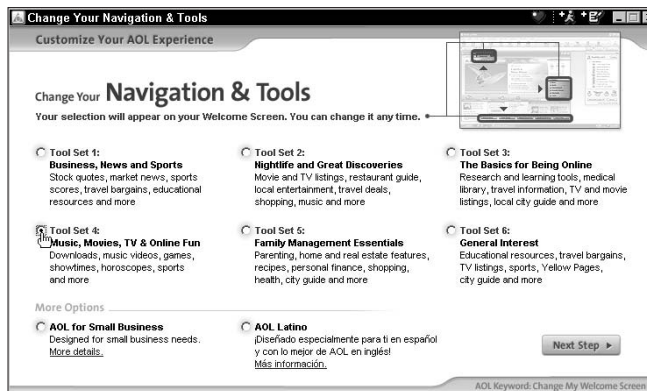 Change Your Navigation & Tools
Customize Your AOL Experience
Change Your Navigation & Tools
Your selection will appear on your Welcome Screen. You can change it any time.
Tool Set 1:
Business, News and Sports
Stock quotes, market news, sports
scores, travel bargains, educational
resources and more
Tool Set 2:
Nightlife and Great Discoveries
Movie and TV listings, restaurant guide,
local entertainment, travel deals,
shopping, music and more
Tool Set 3:
The Basics for Being Online
Research and learning tools, medical
library, travel information, TV and movie
listings, local city guide and more
Tool Set 4:
Music, Movies, TV & Online Fun
Downloads, music videos, games,
showtimes, horoscopes, sports
and more
Tool Set 5:
Family Management Essentials
Parenting, home and real estate features,
recipes, personal finance, shopping,
health, city guide and more
Tool Set 6:
General Interest
Educational resources, travel bargains,
TV listings, sports, Yellow Pages,
city guide and more
More Options
AOL for Small Business
Designed for small business needs.
More details.
AOL Latino
¡Diseñado especialmente para ti en español
y con lo mejor de AOL en inglés!
Más información.
Next Step
AOL Keyword: Change My Welcome Screen